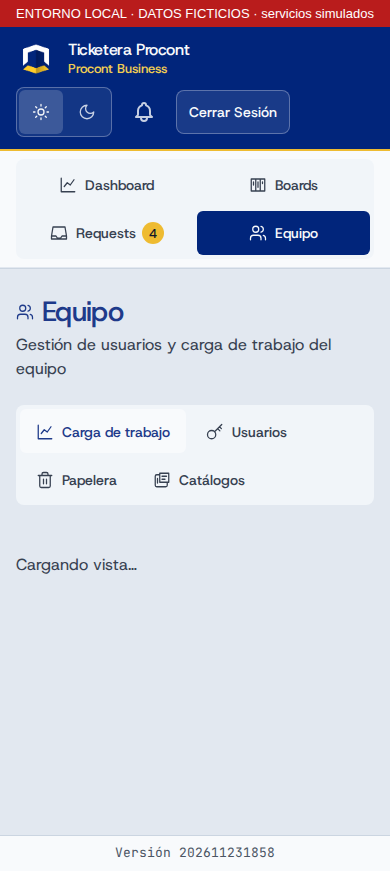 ENTORNO LOCAL · DATOS FICTICIOS · servicios simulados
Ticketera Procont
Procont Business
Cerrar Sesión
Dashboard
Boards
Requests 4
Equipo
Equipo
Gestión de usuarios y carga de trabajo del
equipo
Carga de trabajo
Usuarios
Papelera
Catálogos
Cargando vista...
Versión 202611231858